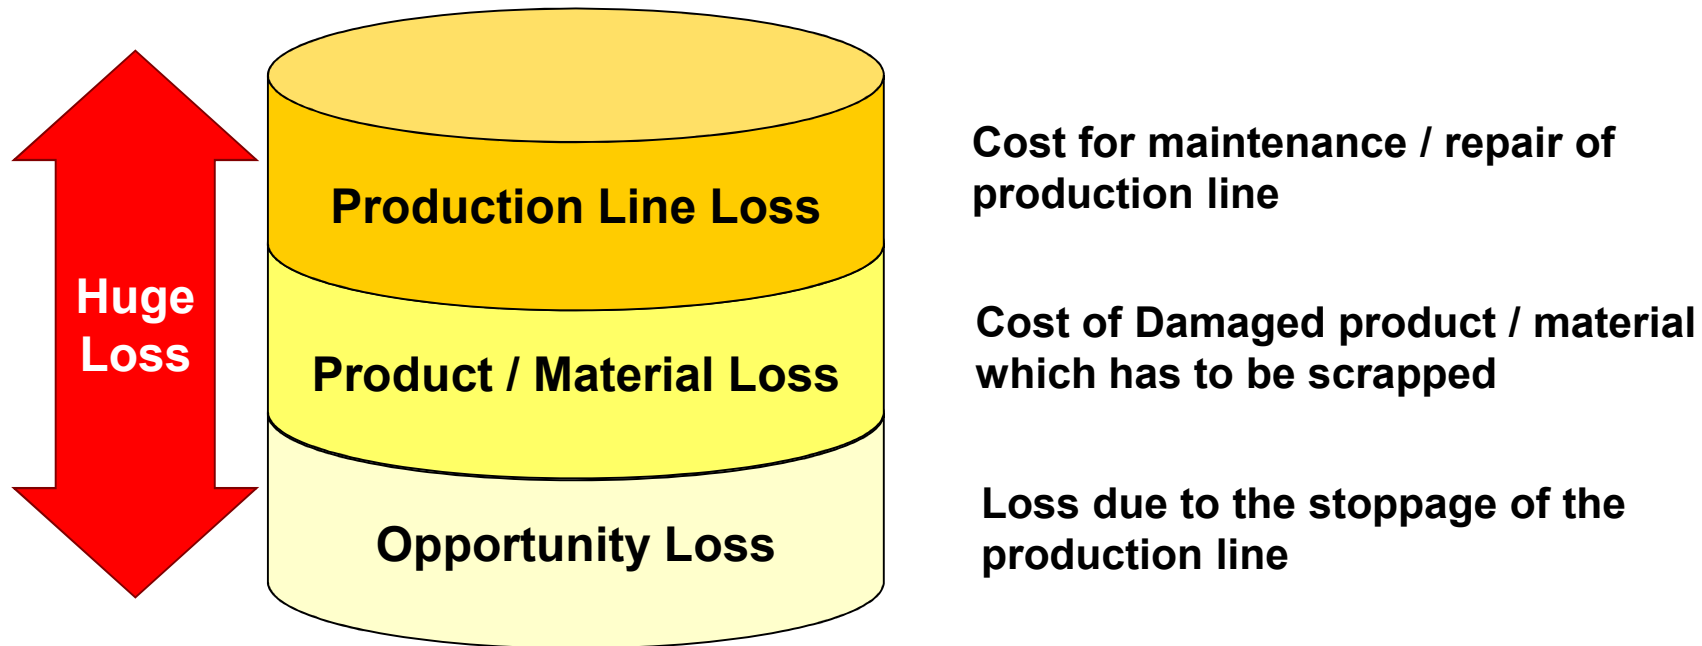 Huge
Loss
Production Line Loss
Product / Material Loss
Opportunity Loss
Cost for maintenance / repair of
production line
Cost of Damaged product / material
which has to be scrapped
Loss due to the stoppage of the
production line